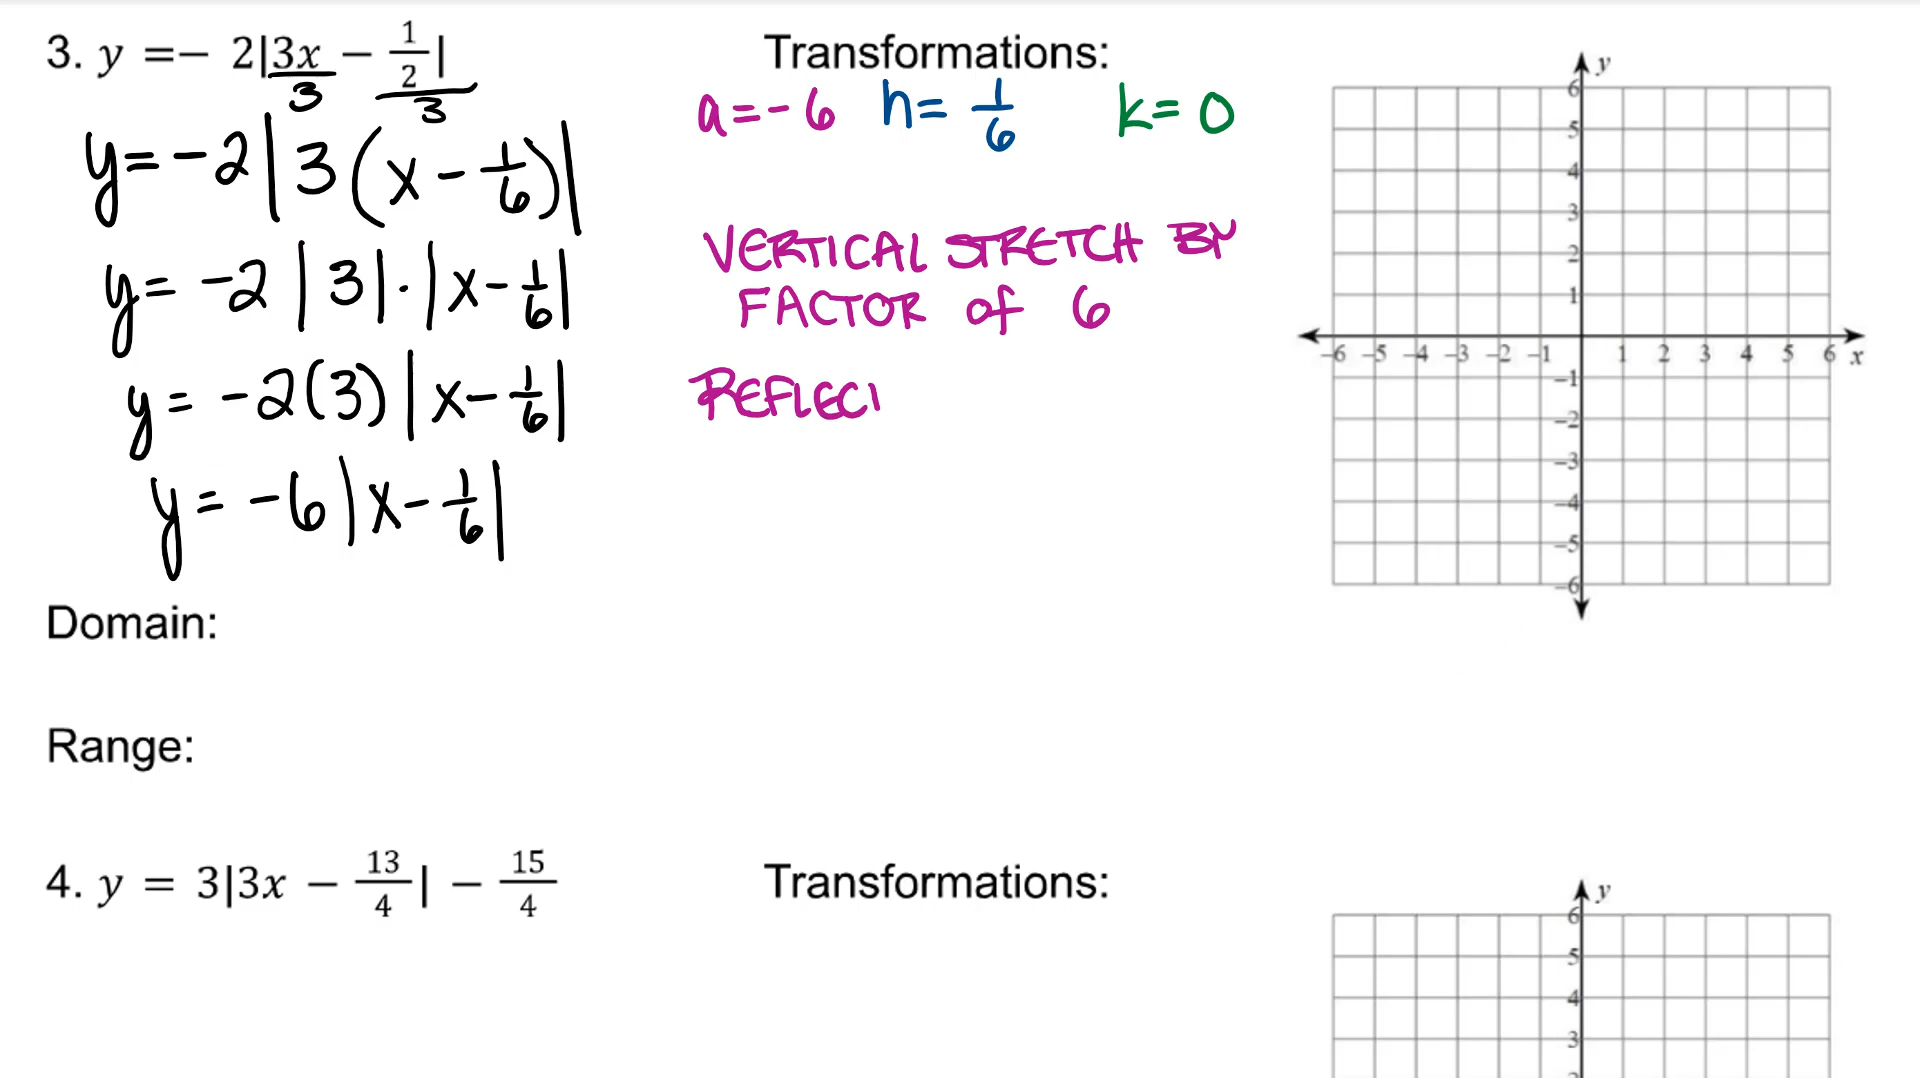 3. y =− 2|3x − 1/2|
3 3
y = -2|3(x - 1/6)|
y = -2|3|·|x - 1/6|
y = -2(3)|x - 1/6|
y = -6|x - 1/6|
Domain:
Range:
Transformations:
a = -6 h = 1/6 k = 0
VERTICAL STRETCH BY
FACTOR of 6
REFLEC
y
6
5
4
3
2
1
-6 -5 -4 -3 -2 -1 1 2 3 4 5 6 x
-1
-2
-3
-4
-5
-6
4. y = 3|3x − 13/4| − 15/4
Transformations:
y
6
5
4
3